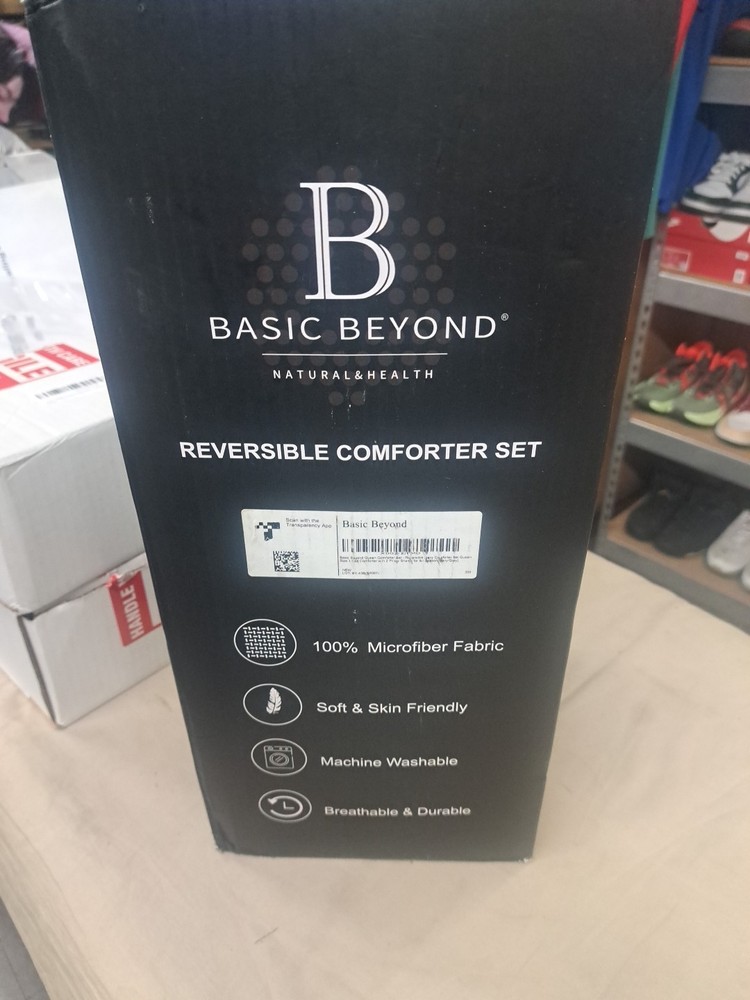 B
BASIC BEYOND®
NATURAL&HEALTH
REVERSIBLE COMFORTER SET
Scan with the
Transparency App
Basic Beyond
100% Microfiber Fabric
Soft & Skin Friendly
Machine Washable
Breathable & Durable
HANDLE